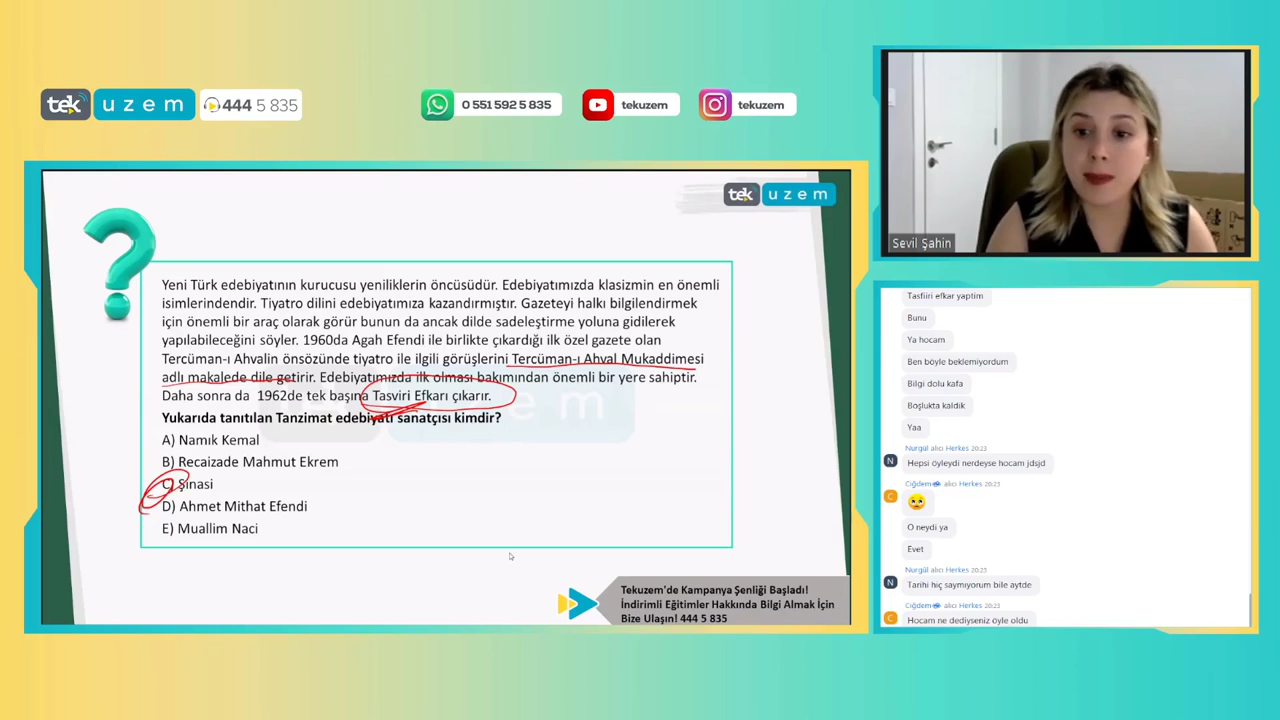 tek uzem 444 5 835
0 551 592 5 835
tekuzem
tekuzem
Sevil Şahin
tek uzem
Yeni Türk edebiyatının kurucusu yeniliklerin öncüsüdür. Edebiyatımızda klasizmin en önemli
isimlerindendir. Tiyatro dilini edebiyatımıza kazandırmıştır. Gazeteyi halkı bilgilendirmek
için önemli bir araç olarak görür bunun da ancak dilde sadeleştirme yoluna gidilerek
yapılabileceğini söyler. 1960da Agah Efendi ile birlikte çıkardığı ilk özel gazete olan
Tercüman-ı Ahvalin önsözünde tiyatro ile ilgili görüşlerini Tercüman-ı Ahval Mukaddimesi
adlı makalede dile getirir. Edebiyatımızda ilk olması bakımından önemli bir yere sahiptir.
Daha sonra da 1962de tek başına Tasviri Efkarı çıkarır.
Yukarıda tanıtılan Tanzimat edebiyatı sanatçısı kimdir?
A) Namık Kemal
B) Recaizade Mahmut Ekrem
C) Şinasi
D) Ahmet Mithat Efendi
E) Muallim Naci
Tekuzem'de Kampanya Şenliği Başladı!
İndirimli Eğitimler Hakkında Bilgi Almak İçin
Bize Ulaşın! 444 5 835
Tasfiiri efkar yaptim
Bunu
Ya hocam
Ben böyle beklemiyordum
Bilgi dolu kafa
Boşlukta kaldik
Yaa
Nurgül alıcı Herkes 20:23
N
Hepsi öyleydi nerdeyse hocam jdsjd
Ciğdem alıcı Herkes 20:23
C
O neydi ya
Evet
Nurgül alıcı Herkes 20:23
N
Tarihi hiç saymıyorum bile aytde
Ciğdem alıcı Herkes 20:23
C
Hocam ne dediyseniz öyle oldu